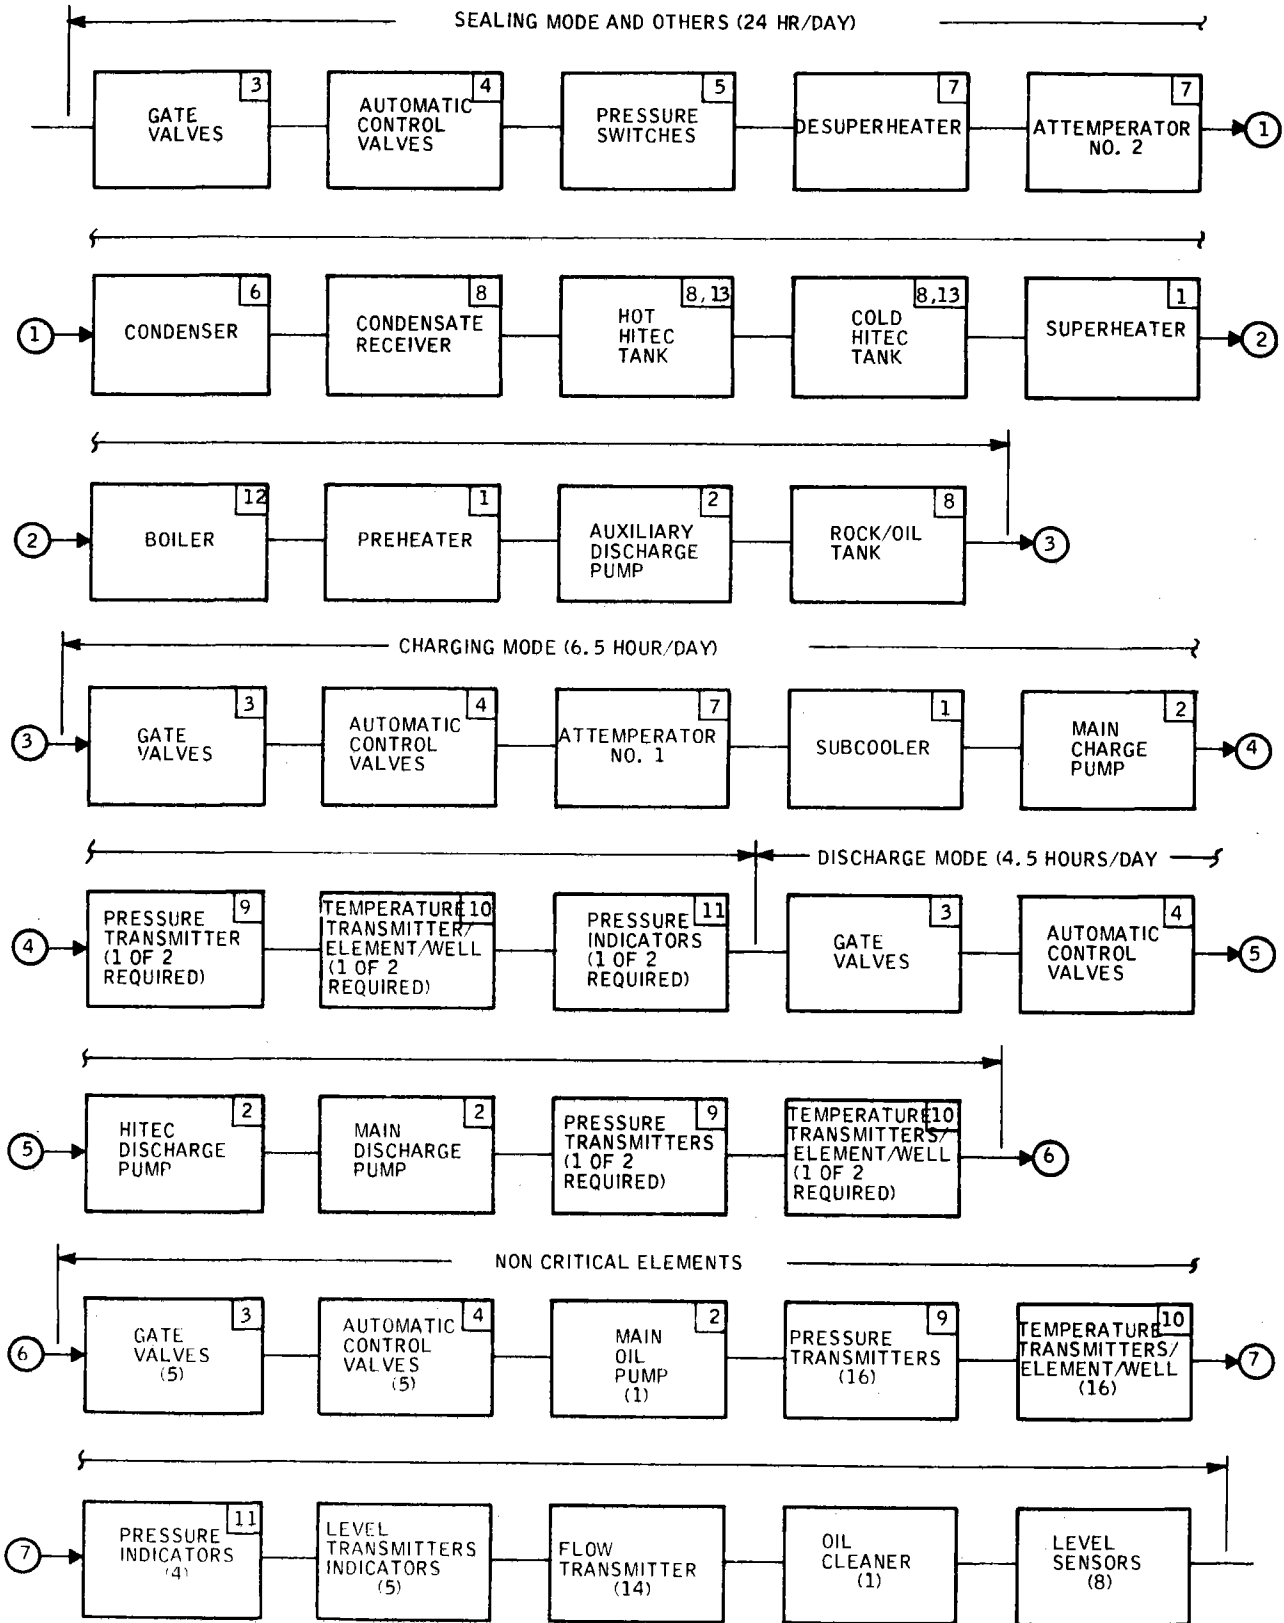 SEALING MODE AND OTHERS (24 HR/DAY)
3
GATE
VALVES
4
AUTOMATIC
CONTROL
VALVES
5
PRESSURE
SWITCHES
7
DESUPERHEATER
7
ATTEMPERATOR
NO. 2
1
1
6
CONDENSER
8
CONDENSATE
RECEIVER
8,13
HOT
HITEC
TANK
8,13
COLD
HITEC
TANK
1
SUPERHEATER
2
2
12
BOILER
1
PREHEATER
2
AUXILIARY
DISCHARGE
PUMP
8
ROCK/OIL
TANK
3
CHARGING MODE (6.5 HOUR/DAY)
3
3
GATE
VALVES
4
AUTOMATIC
CONTROL
VALVES
7
ATTEMPERATOR
NO. 1
1
SUBCOOLER
2
MAIN
CHARGE
PUMP
4
DISCHARGE MODE (4.5 HOURS/DAY
4
9
PRESSURE
TRANSMITTER
(1 OF 2
REQUIRED)
10
TEMPERATURE
TRANSMITTER/
ELEMENT/WELL
(1 OF 2
REQUIRED)
11
PRESSURE
INDICATORS
(1 OF 2
REQUIRED)
3
GATE
VALVES
4
AUTOMATIC
CONTROL
VALVES
5
5
2
HITEC
DISCHARGE
PUMP
2
MAIN
DISCHARGE
PUMP
9
PRESSURE
TRANSMITTERS
(1 OF 2
REQUIRED)
10
TEMPERATURE
TRANSMITTERS/
ELEMENT/WELL
(1 OF 2
REQUIRED)
6
NON CRITICAL ELEMENTS
6
3
GATE
VALVES
(5)
4
AUTOMATIC
CONTROL
VALVES
(5)
2
MAIN
OIL
PUMP
(1)
9
PRESSURE
TRANSMITTERS
(16)
10
TEMPERATURE
TRANSMITTERS/
ELEMENT/WELL
(16)
7
7
11
PRESSURE
INDICATORS
(4)
LEVEL
TRANSMITTERS
INDICATORS
(5)
FLOW
TRANSMITTER
(14)
OIL
CLEANER
(1)
LEVEL
SENSORS
(8)